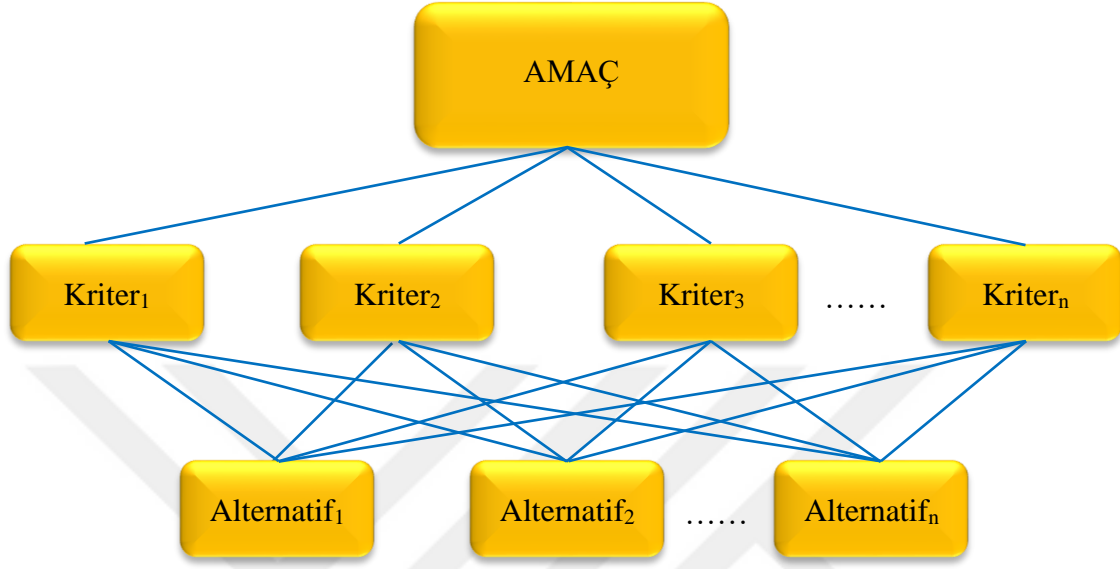 AMAÇ
Kriter₁ Kriter₂ Kriter₃ …… Kriterₙ
Alternatif₁ Alternatif₂ …… Alternatifₙ